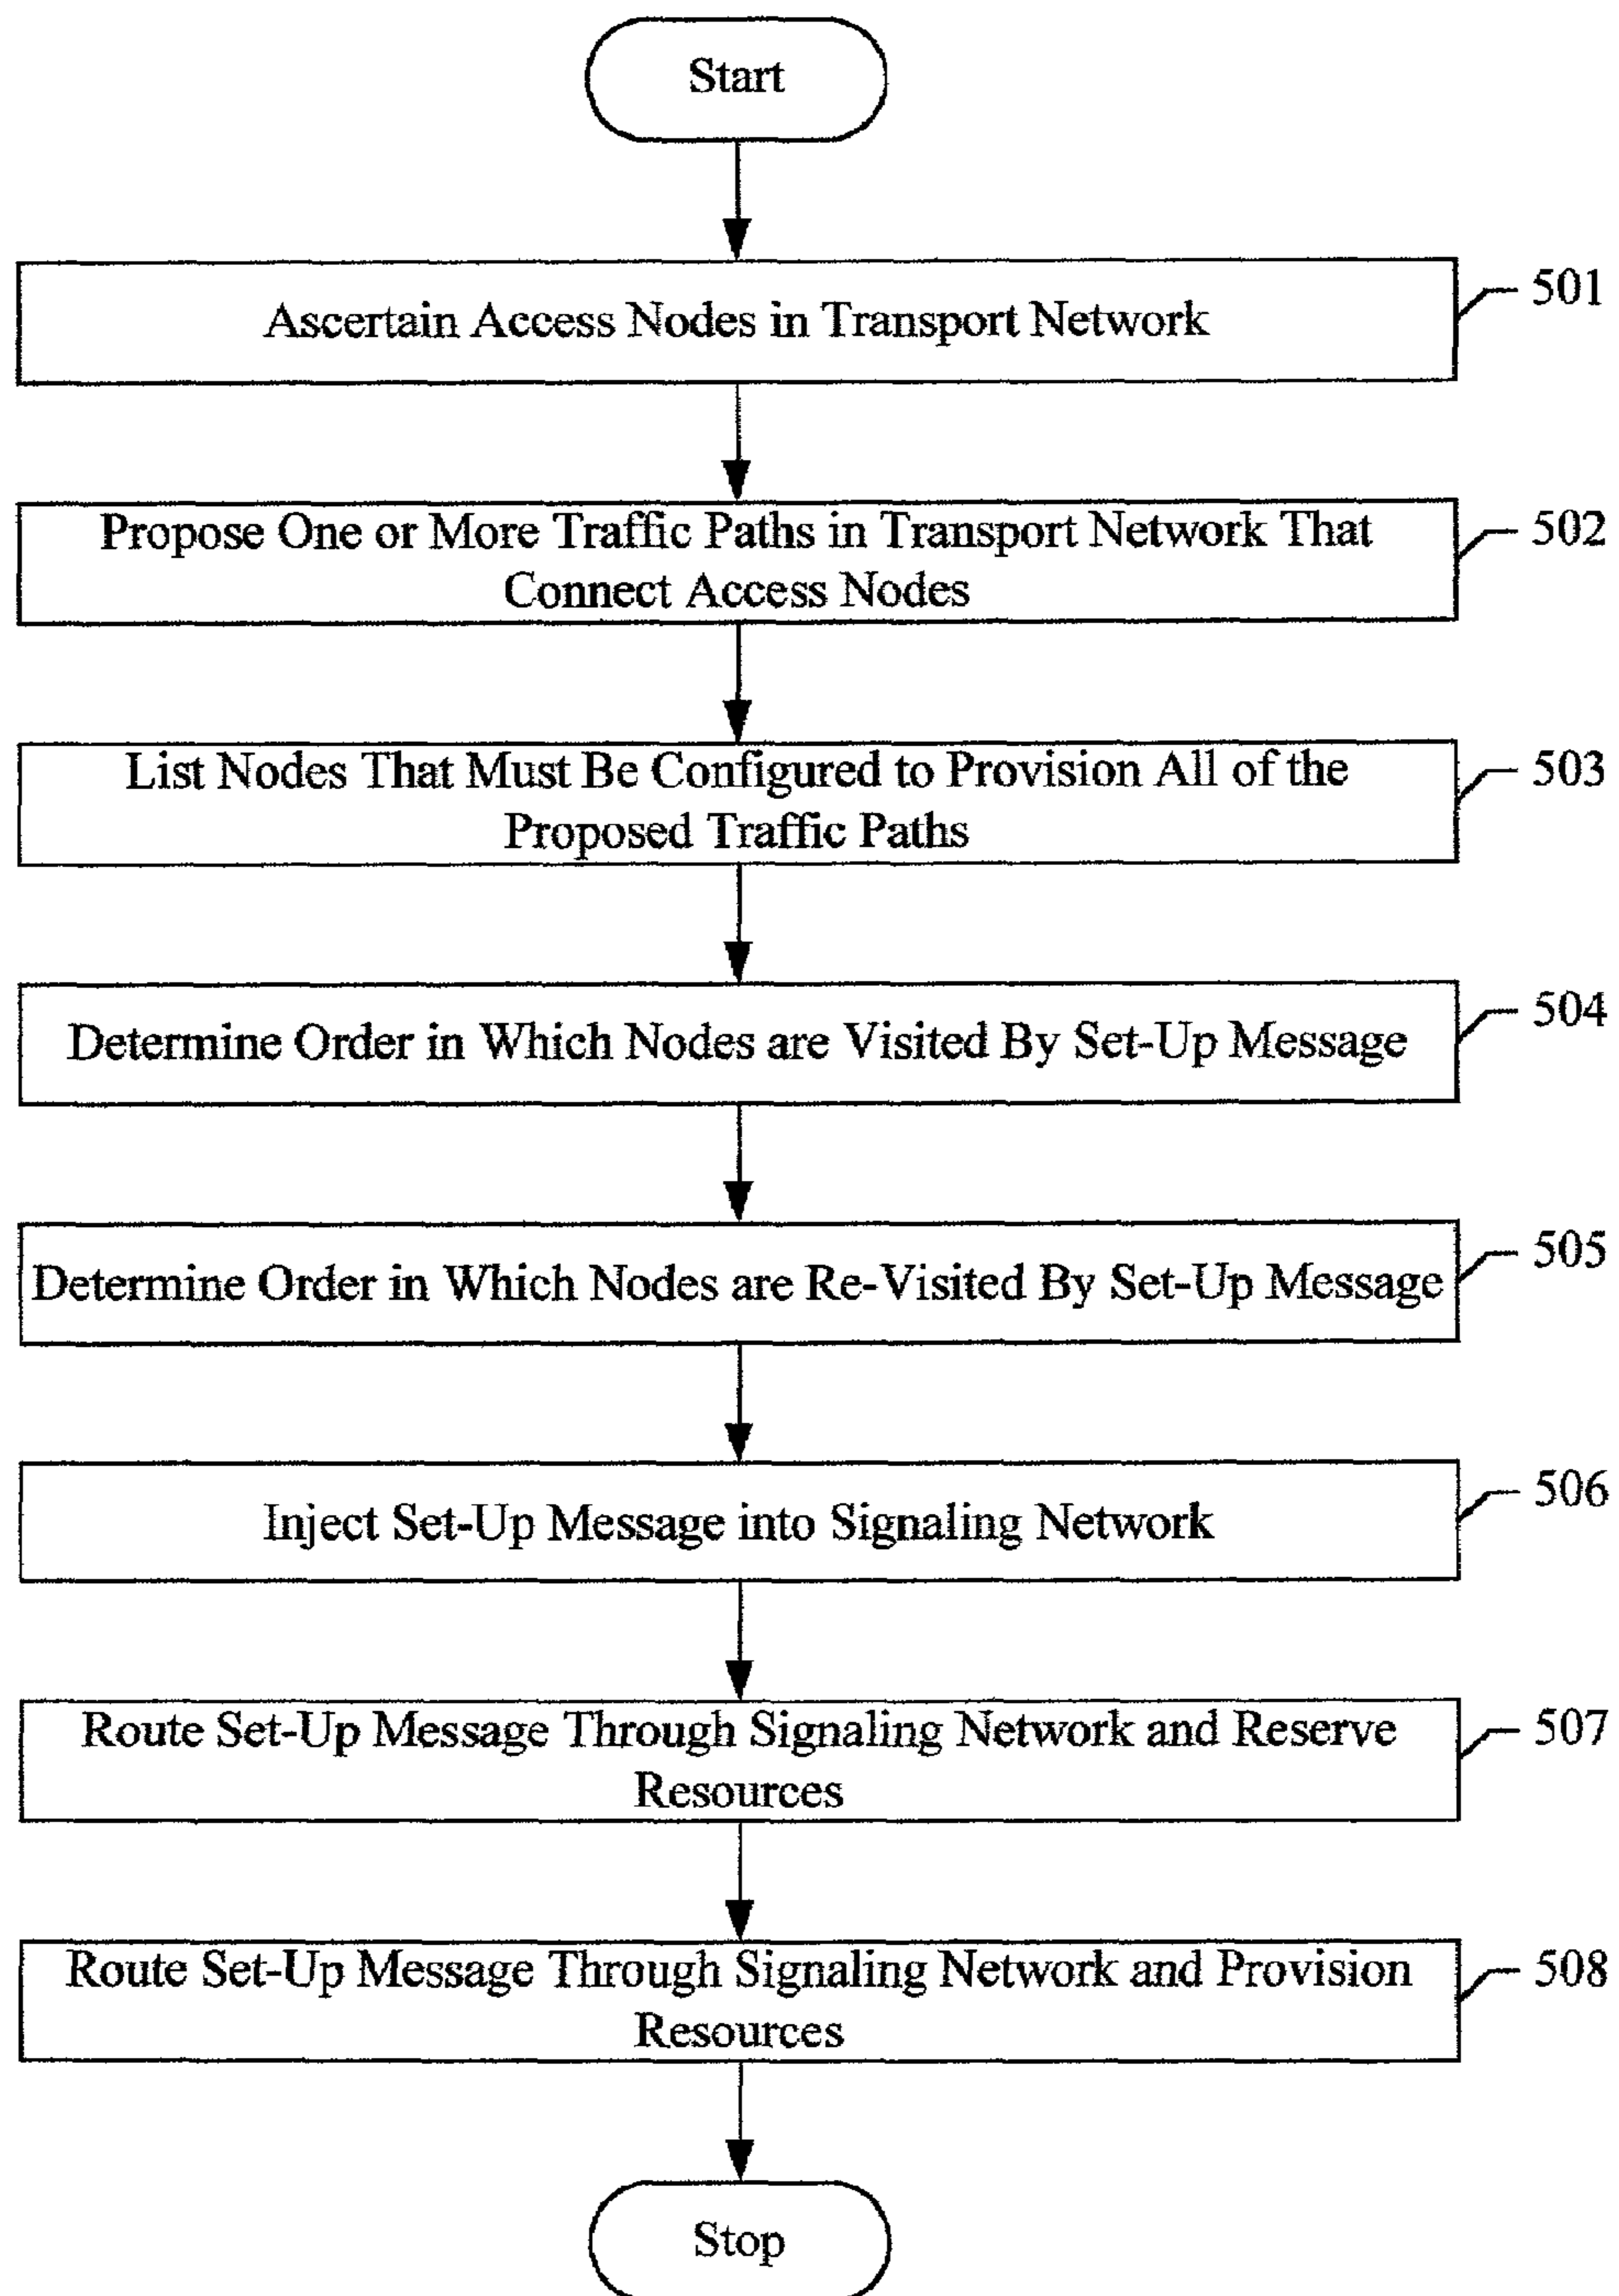 Start
Ascertain Access Nodes in Transport Network
501
Propose One or More Traffic Paths in Transport Network That
Connect Access Nodes
502
List Nodes That Must Be Configured to Provision All of the
Proposed Traffic Paths
503
Determine Order in Which Nodes are Visited By Set-Up Message
504
Determine Order in Which Nodes are Re-Visited By Set-Up Message
505
Inject Set-Up Message into Signaling Network
506
Route Set-Up Message Through Signaling Network and Reserve
Resources
507
Route Set-Up Message Through Signaling Network and Provision
Resources
508
Stop